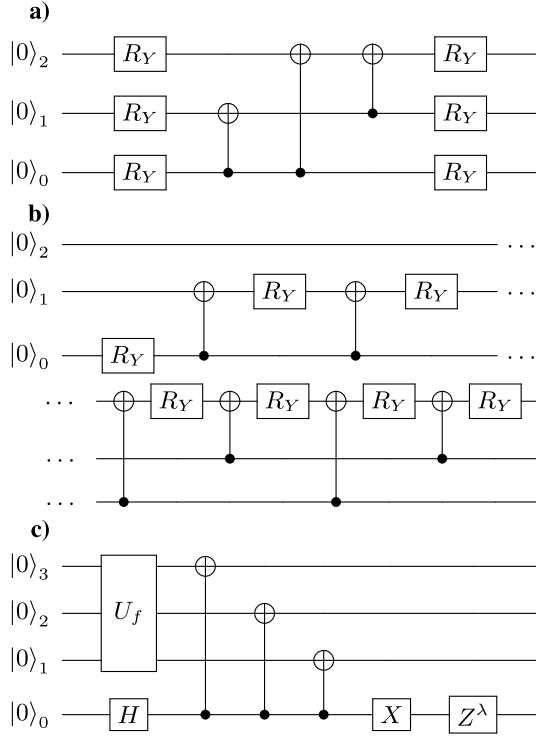 a)
|0⟩₂ R_Y R_Y
|0⟩₁ R_Y R_Y
|0⟩₀ R_Y R_Y
b)
|0⟩₂ ...
|0⟩₁ R_Y R_Y ...
|0⟩₀ R_Y ...
... R_Y R_Y R_Y R_Y
...
...
c)
|0⟩₃
|0⟩₂ U_f
|0⟩₁
|0⟩₀ H X Z^λ